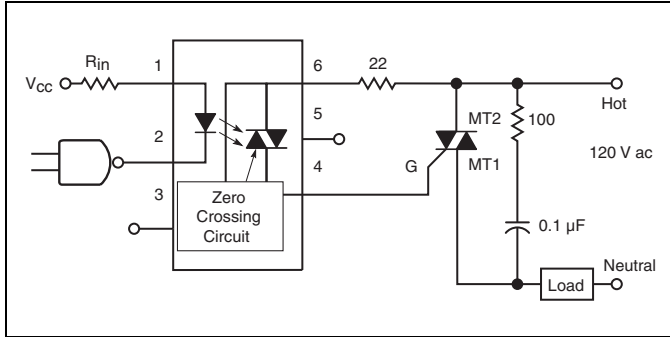 Rin
Vcc
1
2
3
6
5
4
22
G
MT2
MT1
100
Hot
120 V ac
0.1 µF
Neutral
Load
Zero
Crossing
Circuit